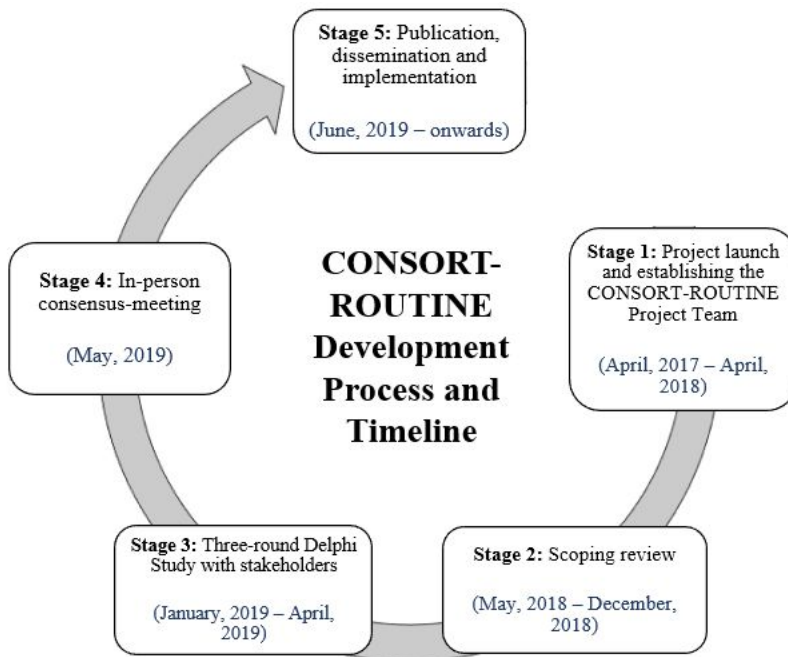 Stage 5: Publication,
dissemination and
implementation
(June, 2019 – onwards)
Stage 4: In-person
consensus-meeting
(May, 2019)
CONSORT-
ROUTINE
Development
Process and
Timeline
Stage 1: Project launch
and establishing the
CONSORT-ROUTINE
Project Team
(April, 2017 – April,
2018)
Stage 3: Three-round Delphi
Study with stakeholders
(January, 2019 – April,
2019)
Stage 2: Scoping review
(May, 2018 – December,
2018)